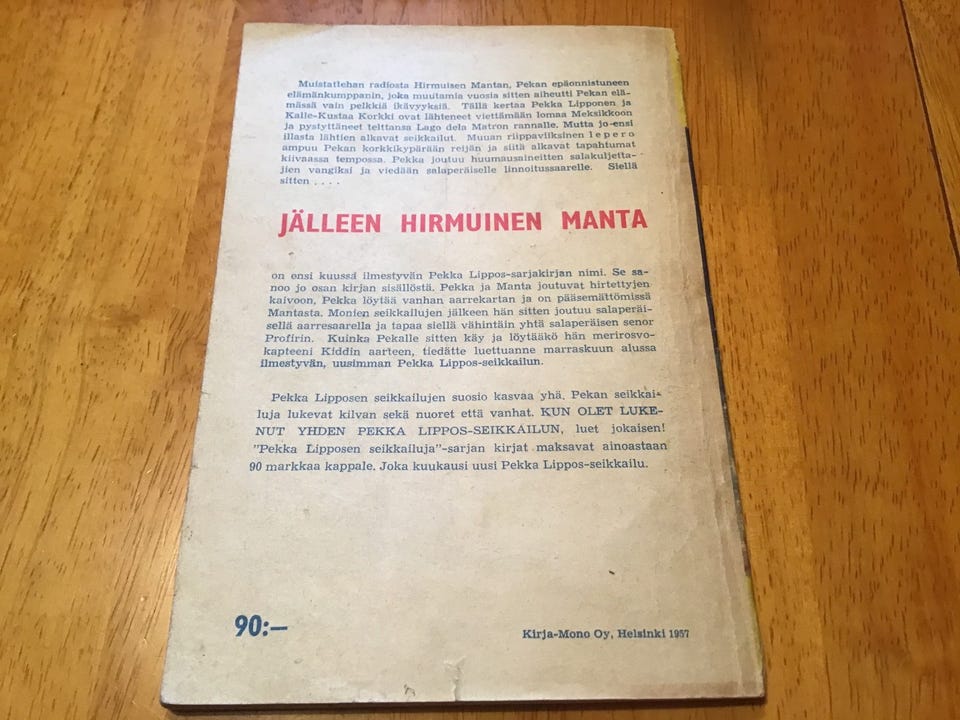 Muistattehan radiosta Hirmuisen Mantan, Pekan epäonnistuneen
elämänkumppanin, joka muutamia vuosia sitten aiheutti Pekan elä-
mässä vain pelkkiä ikävyyksiä. Tällä kertaa Pekka Lipponen ja
Kalle-Kustaa Korkki ovat lähteneet viettämään lomaa Meksikkoon
ja pystyttäneet telttansa Lago dela Matron rannalle. Mutta jo ensi
illasta lähtien alkavat seikkailut. Muuan riippaviiksinen lepero
ampuu Pekan korkkikypärään reijän ja siitä alkavat tapahtumat
kiivaassa tempossa. Pekka joutuu huumausaineitten salakuljetta-
jien vangiksi ja viedään salaperäiselle linnoitussaarelle. Siellä
sitten . . . .
JÄLLEEN HIRMUINEN MANTA
on ensi kuussa ilmestyvän Pekka Lippos-sarjakirjan nimi. Se sa-
noo jo osan kirjan sisällöstä. Pekka ja Manta joutuvat hirtettyjen
kaivoon, Pekka löytää vanhan aarrekartan ja on pääsemättömissä
Mantasta. Monien seikkailujen jälkeen hän sitten joutuu salaperäi-
sellä aarresaarella ja tapaa siellä vähintäin yhtä salaperäisen senor
Profirin. Kuinka Pekalle sitten käy ja löytääkö hän merirosvo-
kapteeni Kiddin aarteen, tiedätte luettuanne marraskuun alussa
ilmestyvän, uusimman Pekka Lippos-seikkailun.
Pekka Lipposen seikkailujen suosio kasvaa yhä. Pekan seikkai-
luja lukevat kilvan sekä nuoret että vanhat. KUN OLET LUKE-
NUT YHDEN PEKKA LIPPOS-SEIKKAILUN, luet jokaisen!
"Pekka Lipposen seikkailuja"-sarjan kirjat maksavat ainoastaan
90 markkaa kappale. Joka kuukausi uusi Pekka Lippos-seikkailu.
90:—
Kirja-Mono Oy, Helsinki 1957